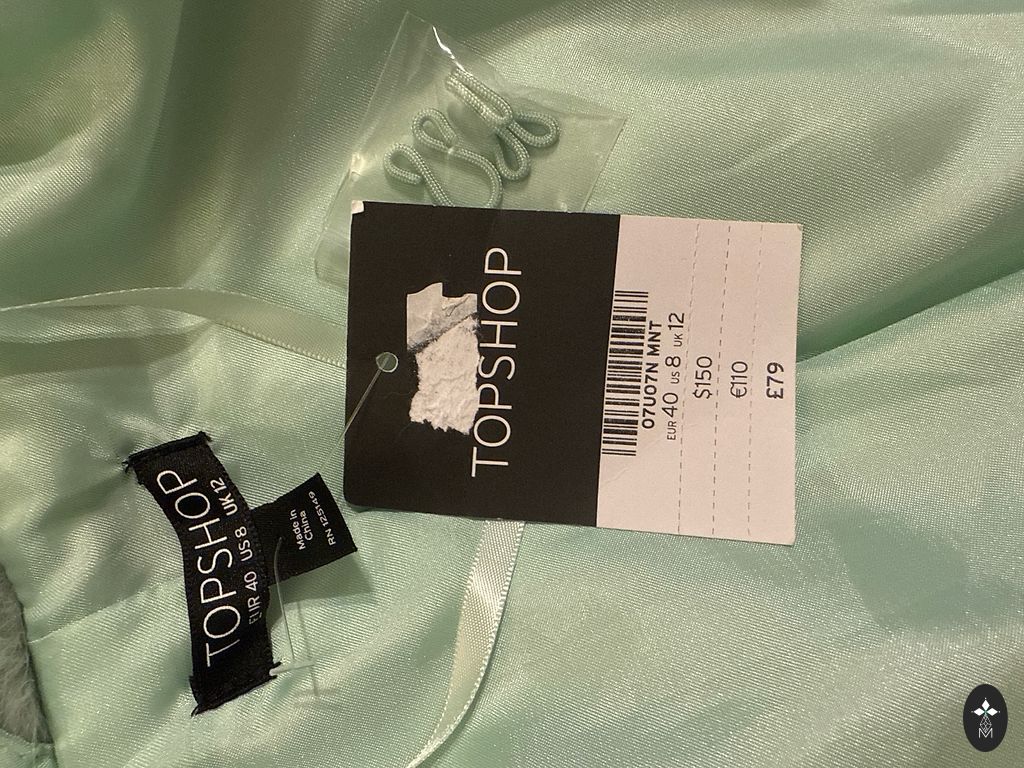 TOPSHOP
07U07N MNT
EUR 40 US 8 UK 12
$150
€110
£79
TOPSHOP
EUR 40 US 8 UK 12
Made in
China
RN 125149
M